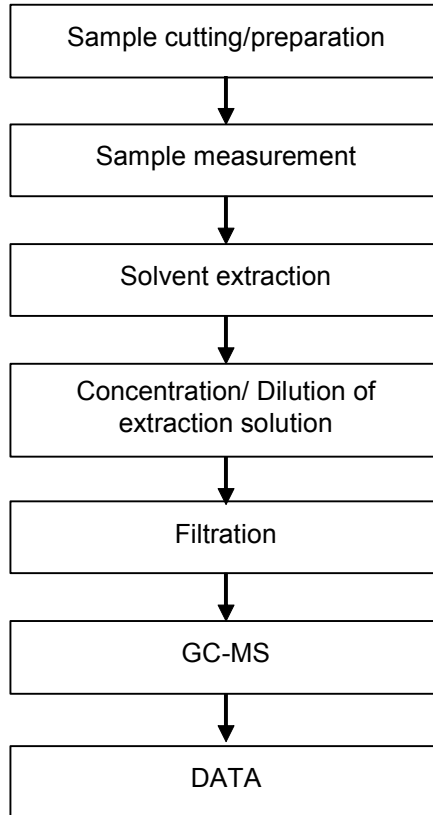 Sample cutting/preparation
Sample measurement
Solvent extraction
Concentration/ Dilution of
extraction solution
Filtration
GC-MS
DATA